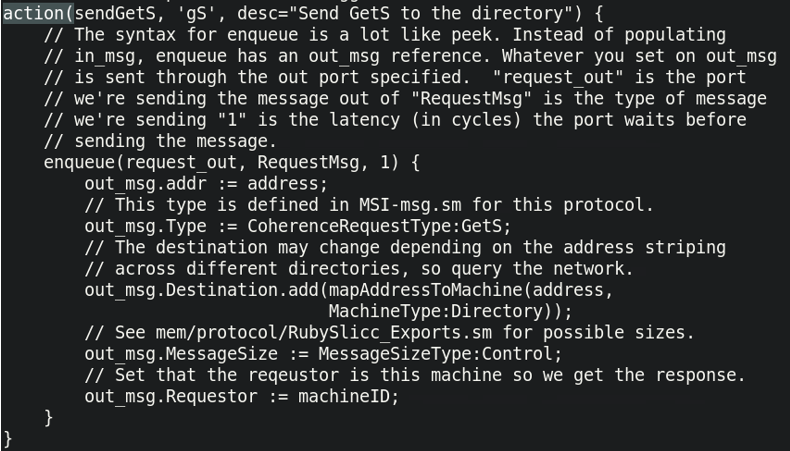 action(sendGetS, 'gS', desc="Send GetS to the directory") {
    // The syntax for enqueue is a lot like peek. Instead of populating
    // in_msg, enqueue has an out_msg reference. Whatever you set on out_msg
    // is sent through the out port specified.  "request_out" is the port
    // we're sending the message out of "RequestMsg" is the type of message
    // we're sending "1" is the latency (in cycles) the port waits before
    // sending the message.
    enqueue(request_out, RequestMsg, 1) {
        out_msg.addr := address;
        // This type is defined in MSI-msg.sm for this protocol.
        out_msg.Type := CoherenceRequestType:GetS;
        // The destination may change depending on the address striping
        // across different directories, so query the network.
        out_msg.Destination.add(mapAddressToMachine(address,
                                MachineType:Directory));
        // See mem/protocol/RubySlicc_Exports.sm for possible sizes.
        out_msg.MessageSize := MessageSizeType:Control;
        // Set that the reqeustor is this machine so we get the response.
        out_msg.Requestor := machineID;
    }
}